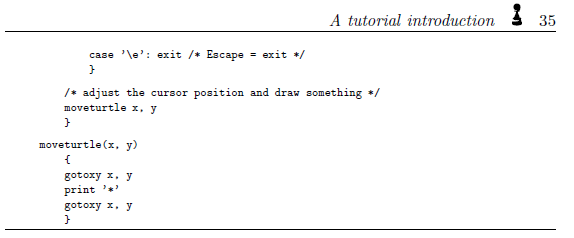 A tutorial introduction 35
case '\e': exit /* Escape = exit */
}
/* adjust the cursor position and draw something */
moveturtle x, y
}
moveturtle(x, y)
{
gotoxy x, y
print '*'
gotoxy x, y
}